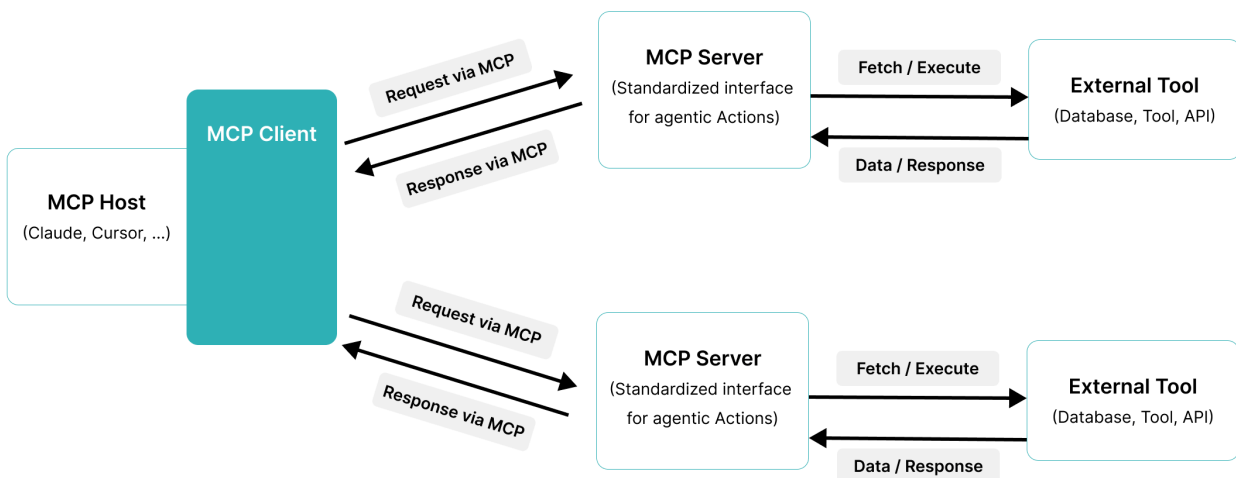 MCP Host
(Claude, Cursor, ...)
MCP Client
Request via MCP
Response via MCP
MCP Server
(Standardized interface
for agentic Actions)
Fetch / Execute
Data / Response
External Tool
(Database, Tool, API)
Request via MCP
Response via MCP
MCP Server
(Standardized interface
for agentic Actions)
Fetch / Execute
Data / Response
External Tool
(Database, Tool, API)